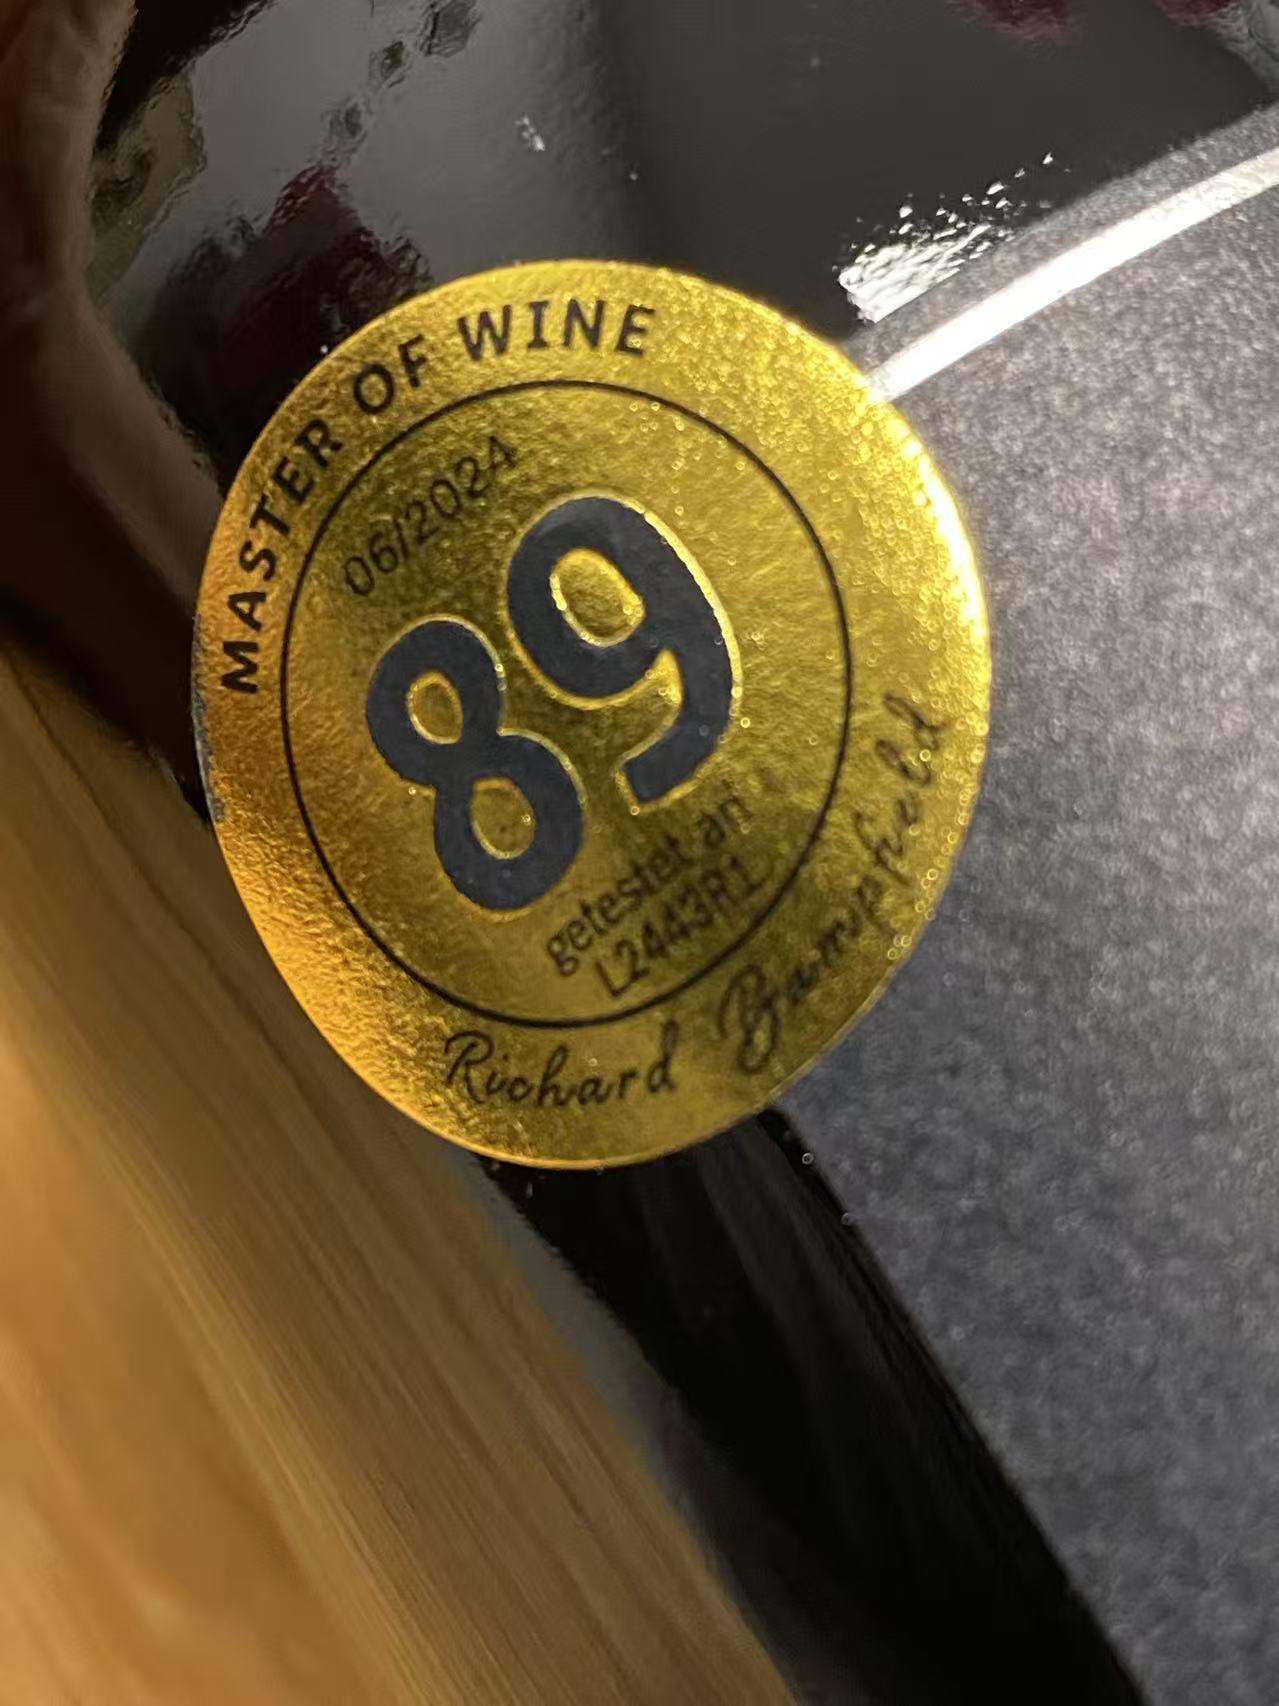 MASTER OF WINE
06/2024
89
getestet an
L2443R1
Richard Bampfield